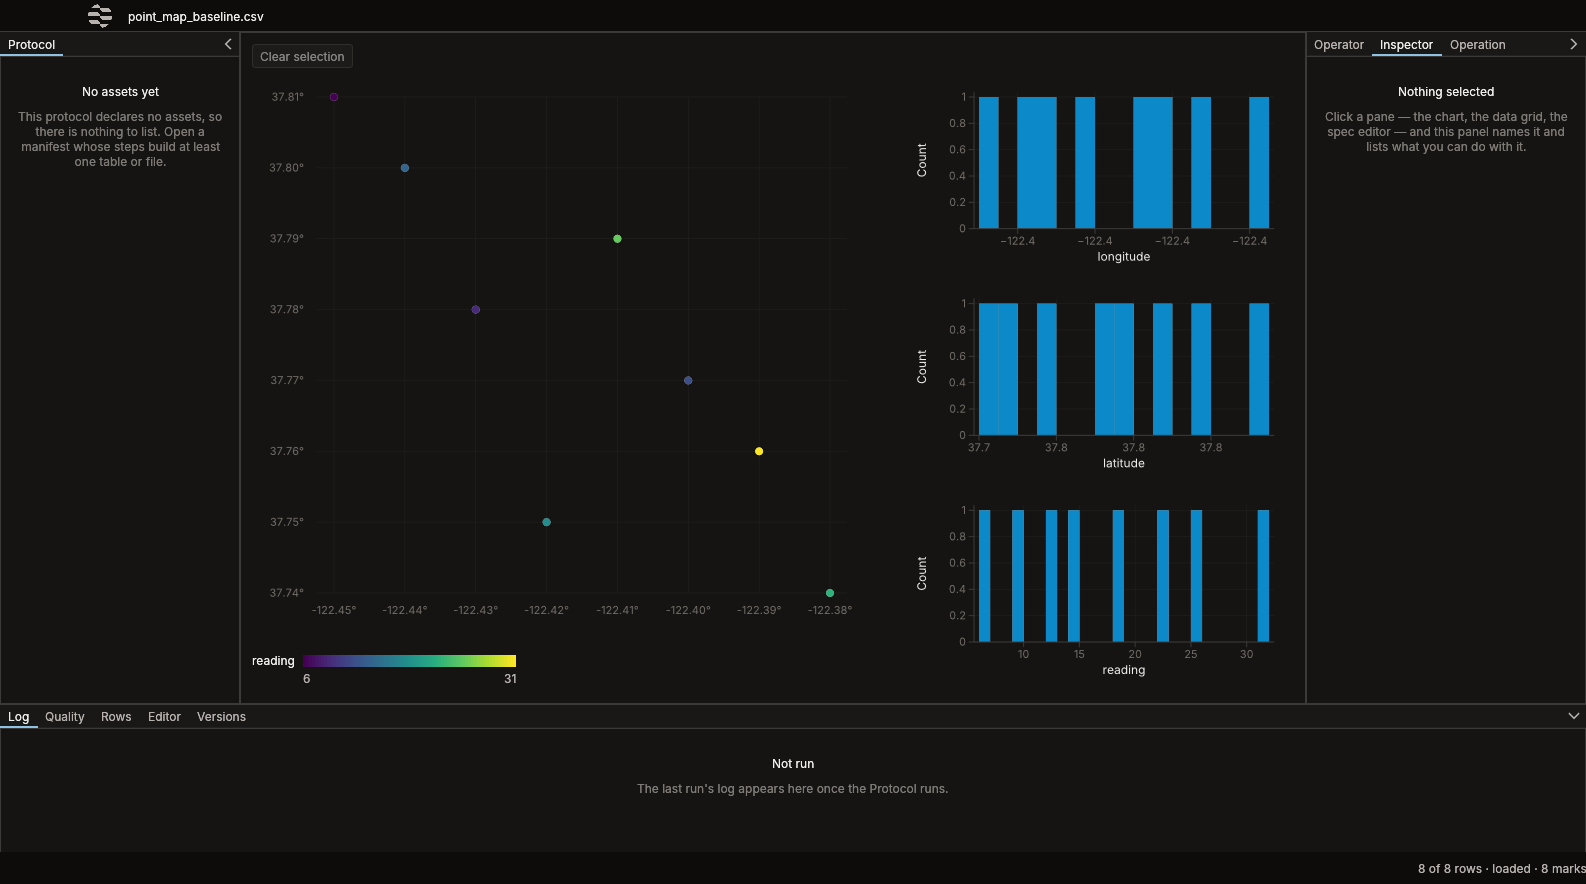 point_map_baseline.csv
Protocol
No assets yet
This protocol declares no assets, so
there is nothing to list. Open a
manifest whose steps build at least
one table or file.
Clear selection
37.81°
37.80°
37.79°
37.78°
37.77°
37.76°
37.75°
37.74°
-122.45°
-122.44°
-122.43°
-122.42°
-122.41°
-122.40°
-122.39°
-122.38°
reading
6
31
Count
1
0.8
0.6
0.4
0.2
0
−122.4
−122.4
−122.4
−122.4
longitude
Count
1
0.8
0.6
0.4
0.2
0
37.7
37.8
37.8
37.8
latitude
Count
1
0.8
0.6
0.4
0.2
0
10
15
20
25
30
reading
Operator Inspector Operation
Nothing selected
Click a pane — the chart, the data grid, the
spec editor — and this panel names it and
lists what you can do with it.
Log Quality Rows Editor Versions
Not run
The last run's log appears here once the Protocol runs.
8 of 8 rows · loaded · 8 marks